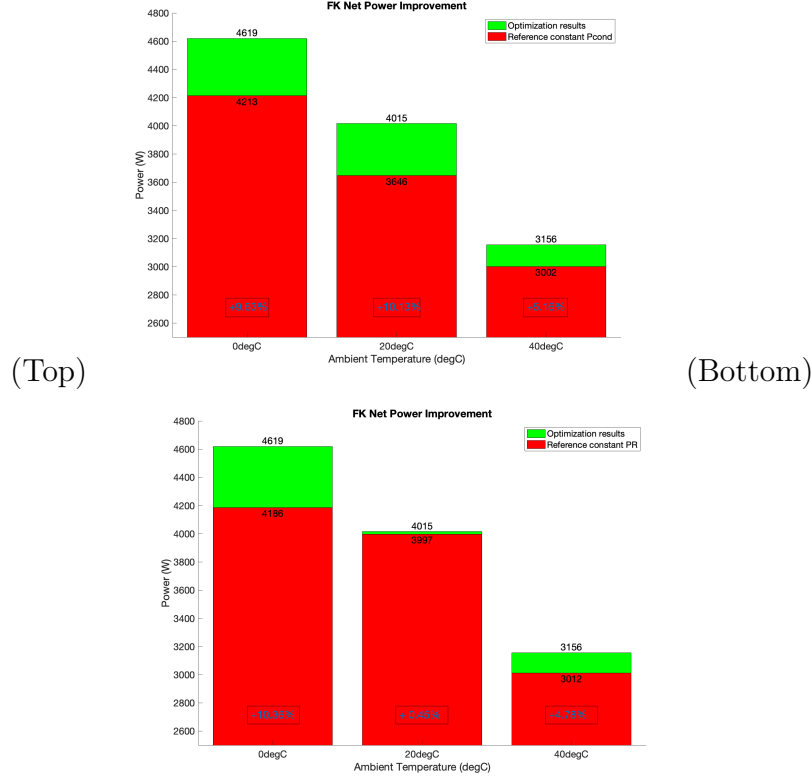 FK Net Power Improvement
Optimization results
Reference constant Pcond
4800
4600
4400
4200
4000
3800
3600
3400
3200
3000
2800
2600
Power (W)
4619
4213
4015
3646
3156
3002
0degC
20degC
40degC
Ambient Temperature (degC)
(Top)
(Bottom)
FK Net Power Improvement
Optimization results
Reference constant PR
4800
4600
4400
4200
4000
3800
3600
3400
3200
3000
2800
2600
Power (W)
4619
4186
4015
3997
3156
3012
0degC
20degC
40degC
Ambient Temperature (degC)